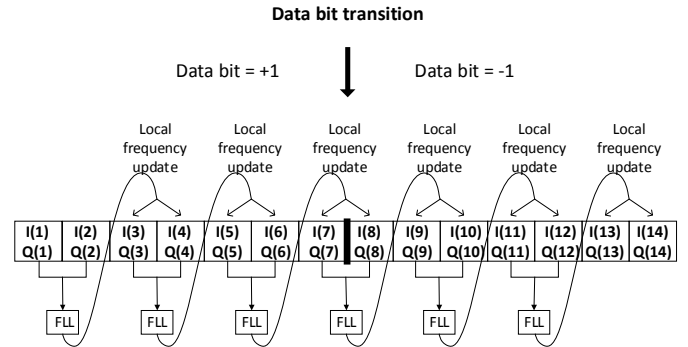 Data bit transition
Data bit = +1 Data bit = -1
Local Local Local Local Local Local
frequency frequency frequency frequency frequency frequency
update update update update update update
I(1) I(2) I(3) I(4) I(5) I(6) I(7) I(8) I(9) I(10) I(11) I(12) I(13) I(14)
Q(1) Q(2) Q(3) Q(4) Q(5) Q(6) Q(7) Q(8) Q(9) Q(10) Q(11) Q(12) Q(13) Q(14)
FLL FLL FLL FLL FLL FLL